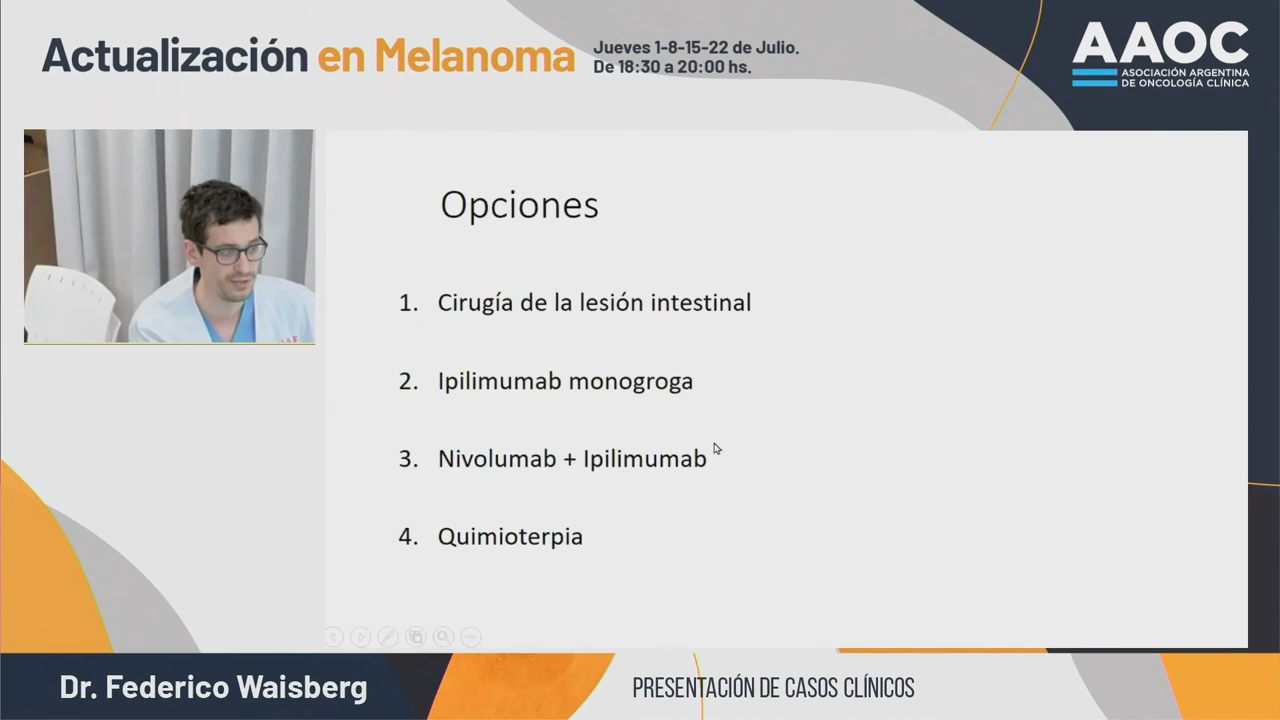 Actualización en Melanoma
Jueves 1-8-15-22 de Julio.
De 18:30 a 20:00 hs.
AAOC
ASOCIACIÓN ARGENTINA
DE ONCOLOGÍA CLÍNICA
Opciones
1. Cirugía de la lesión intestinal
2. Ipilimumab monogroga
3. Nivolumab + Ipilimumab
4. Quimioterpia
Dr. Federico Waisberg
PRESENTACIÓN DE CASOS CLÍNICOS